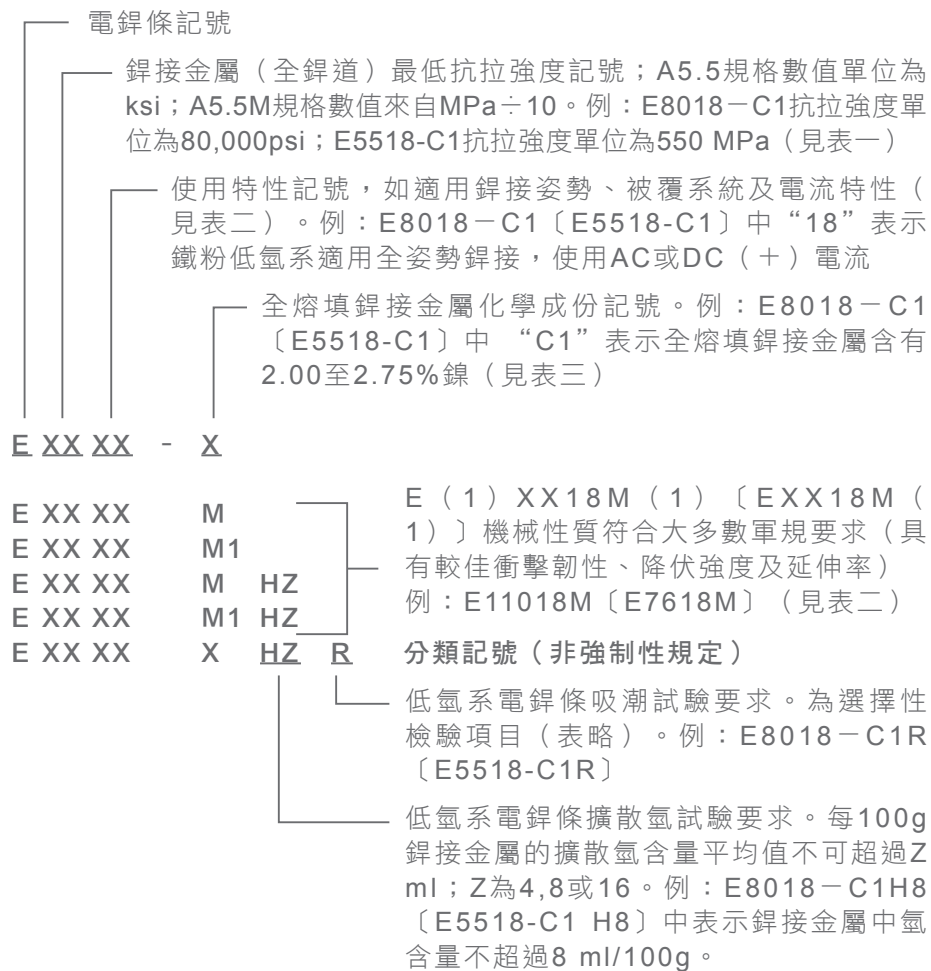 電銲條記號
銲接金屬（全銲道）最低抗拉強度記號；A5.5規格數值單位為
ksi；A5.5M規格數值來自MPa÷10。例：E8018－C1抗拉強度單
位為80,000psi；E5518-C1抗拉強度單位為550 MPa（見表一）
使用特性記號，如適用銲接姿勢、被覆系統及電流特性（
見表二）。例：E8018－C1〔E5518-C1〕中“18”表示
鐵粉低氫系適用全姿勢銲接，使用AC或DC（＋）電流
全熔填銲接金屬化學成份記號。例：E8018－C1
〔E5518-C1〕中 “C1”表示全熔填銲接金屬含有
2.00至2.75%鎳（見表三）
E XX XX - X
E XX XX M
E XX XX M1
E XX XX M HZ
E XX XX M1 HZ
E XX XX X HZ R
E（1）XX18M（1）〔EXX18M（
1）〕機械性質符合大多數軍規要求（具
有較佳衝擊韌性、降伏強度及延伸率）
例：E11018M〔E7618M〕（見表二）
分類記號（非強制性規定）
低氫系電銲條吸潮試驗要求。為選擇性
檢驗項目（表略）。例：E8018－C1R
〔E5518-C1R〕
低氫系電銲條擴散氫試驗要求。每100g
銲接金屬的擴散氫含量平均值不可超過Z
ml；Z為4,8或16。例：E8018－C1H8
〔E5518-C1 H8〕中表示銲接金屬中氫
含量不超過8 ml/100g。